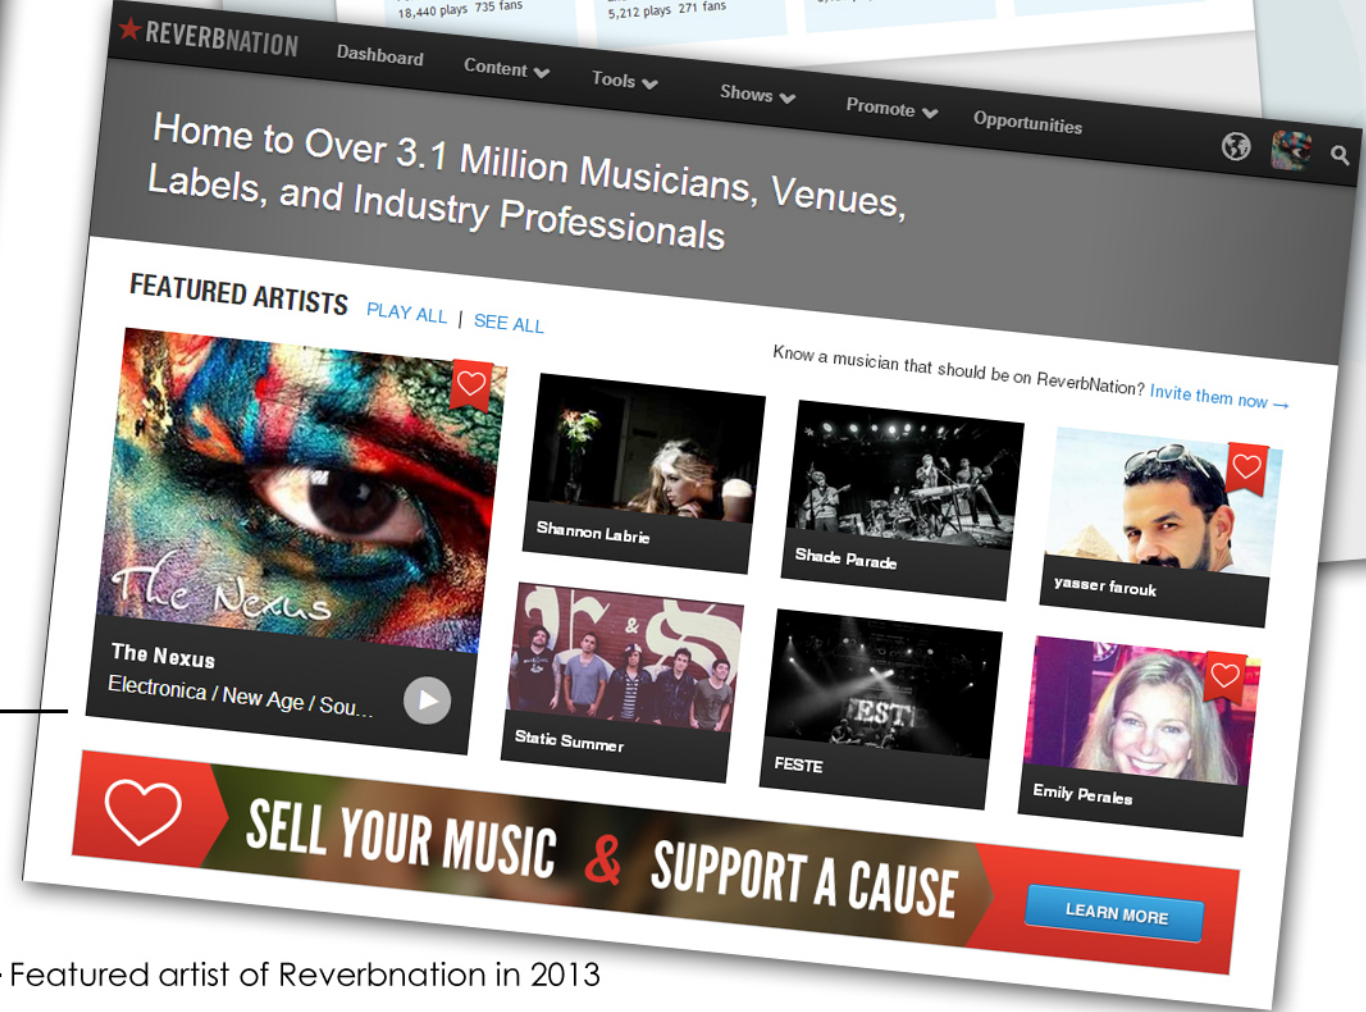 18,440 plays 735 fans
5,212 plays 271 fans
REVERBNATION
Dashboard
Content
Tools
Shows
Promote
Opportunities
Home to Over 3.1 Million Musicians, Venues,
Labels, and Industry Professionals
FEATURED ARTISTS PLAY ALL | SEE ALL
Know a musician that should be on ReverbNation? Invite them now →
The Nexus
The Nexus
Electronica / New Age / Sou...
Shannon Labrie
Shade Parade
yasser farouk
F & S
Static Summer
FESTE
Emily Perales
SELL YOUR MUSIC & SUPPORT A CAUSE
LEARN MORE
Featured artist of Reverbnation in 2013